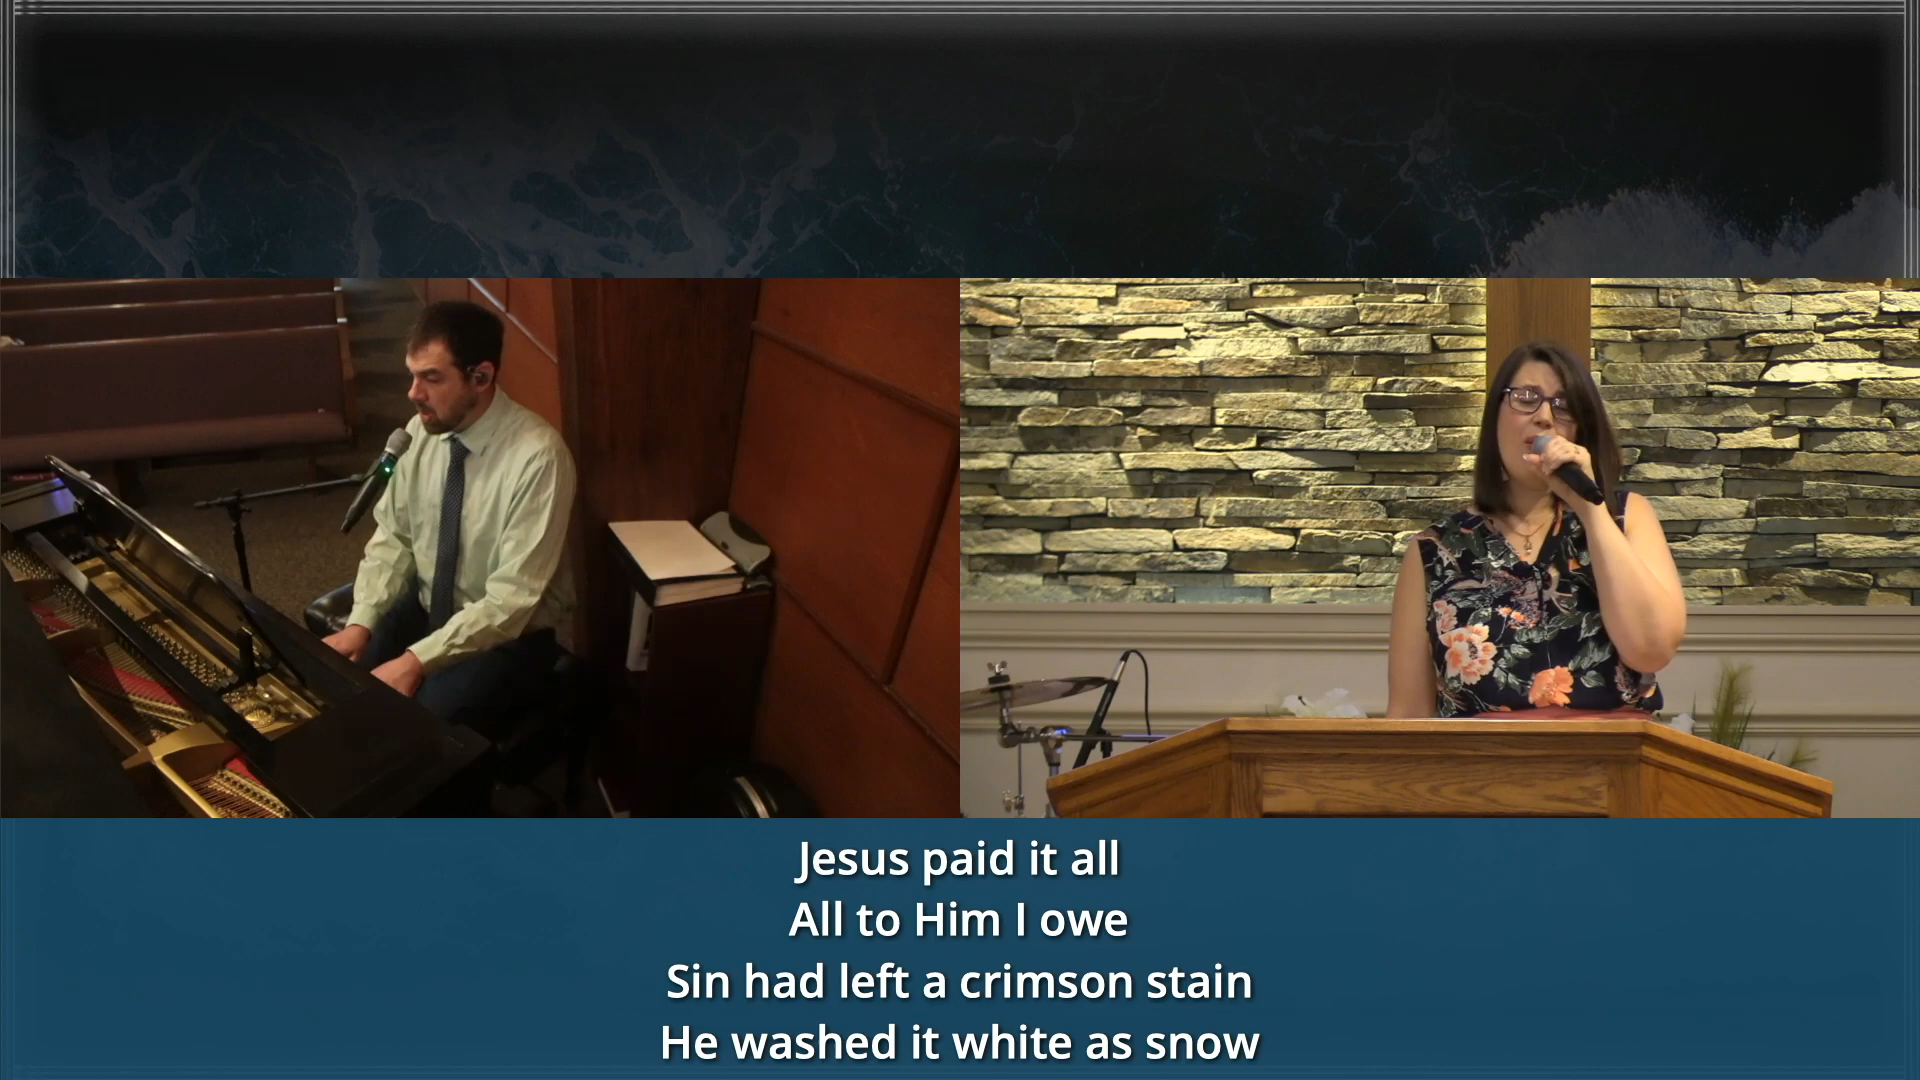 Jesus paid it all
All to Him I owe
Sin had left a crimson stain
He washed it white as snow